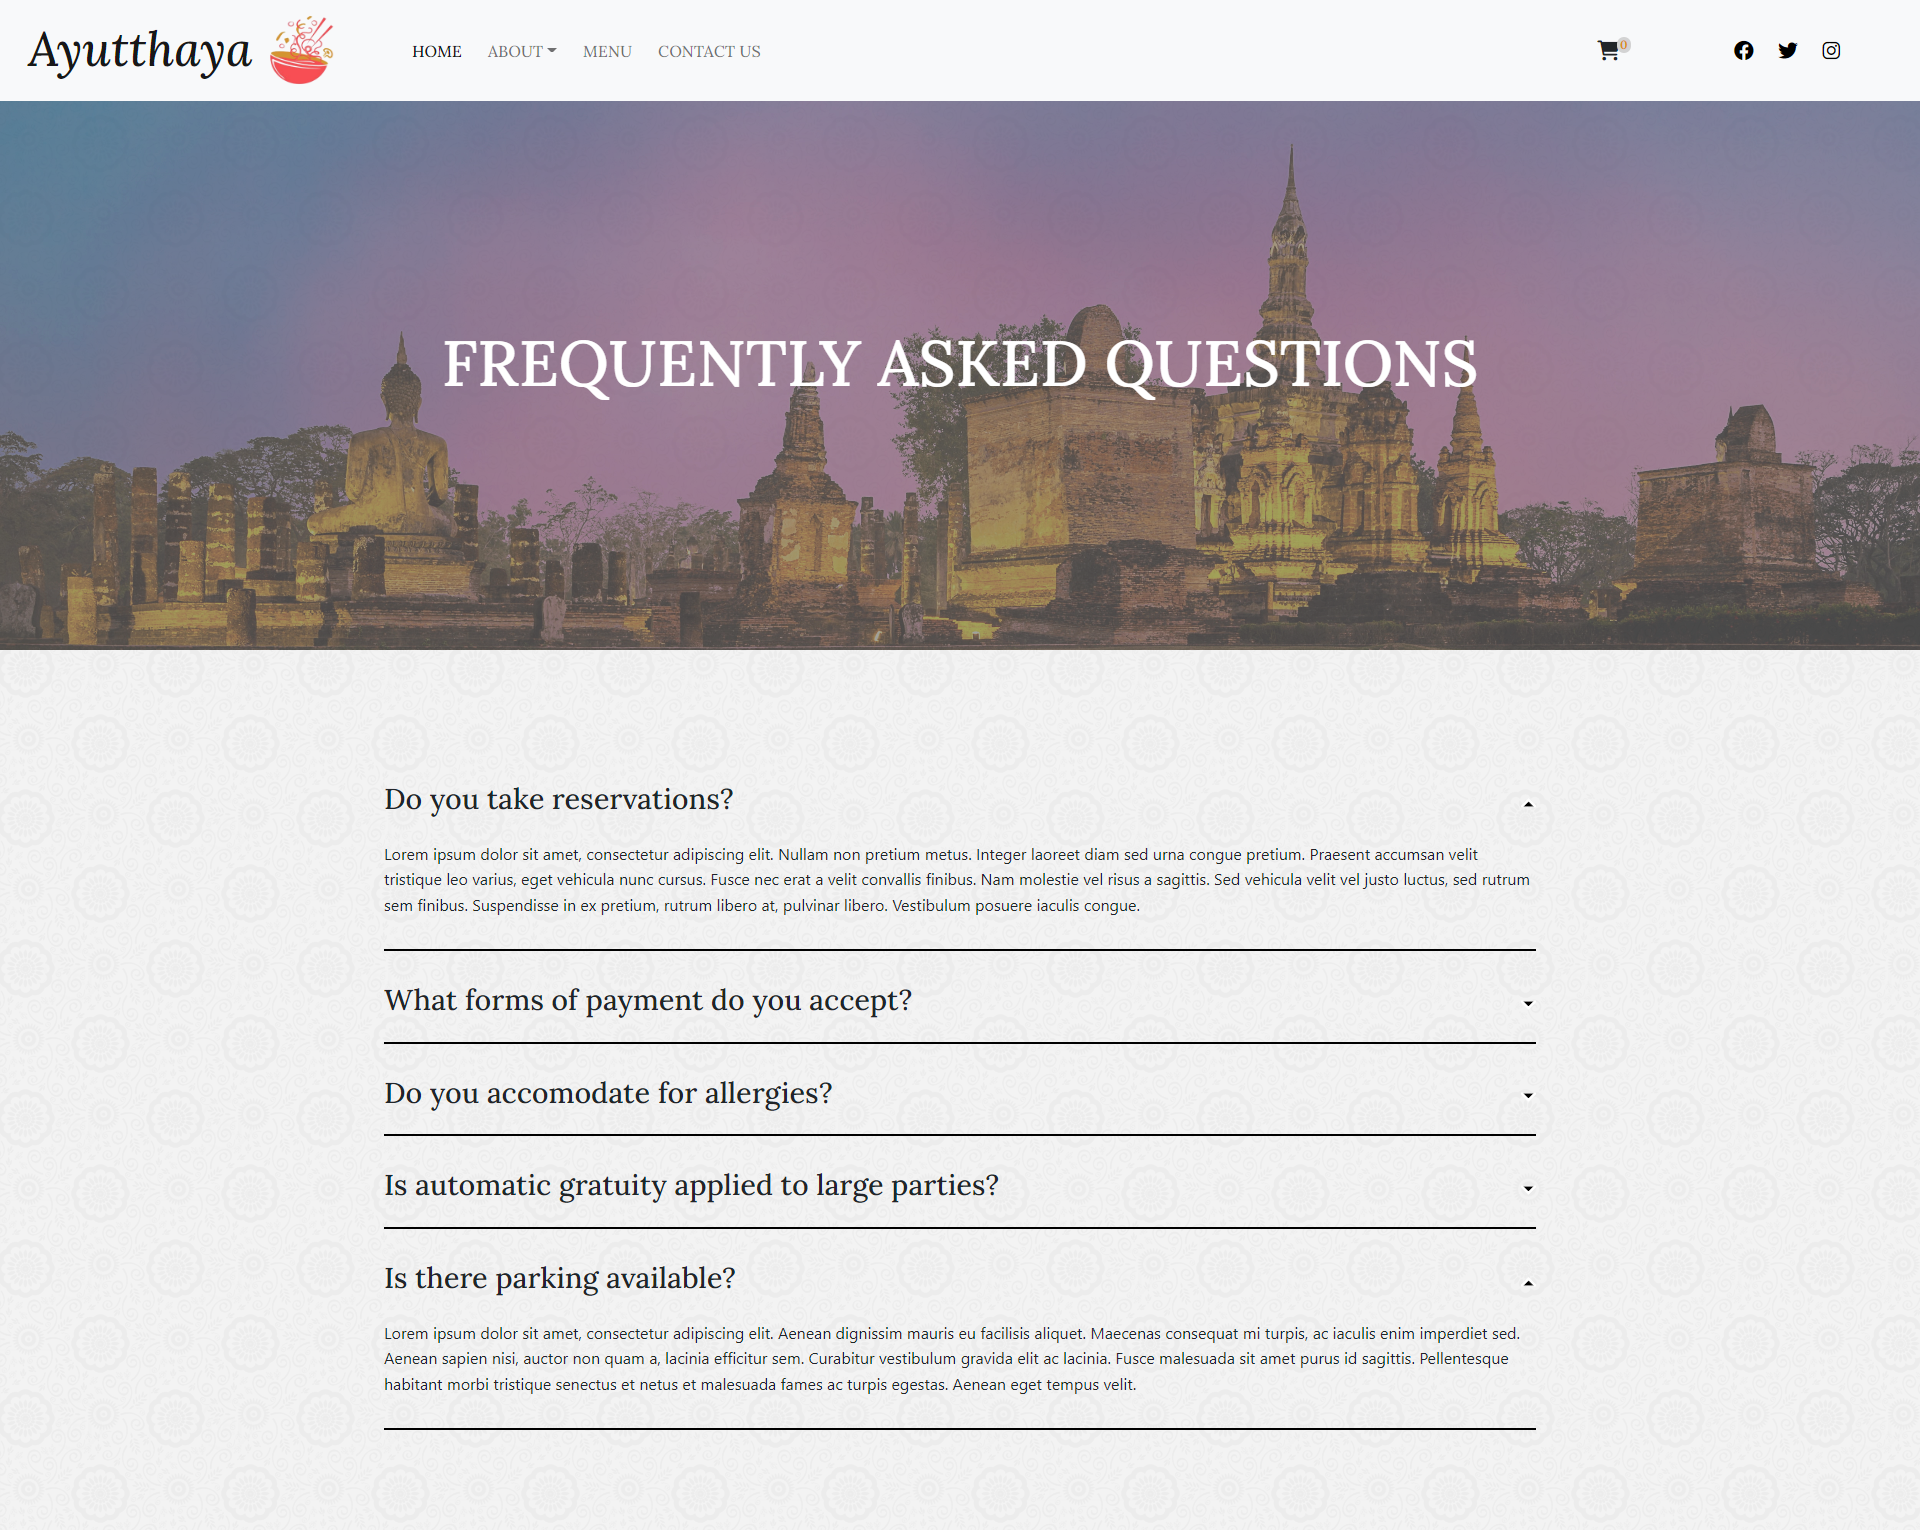 Ayutthaya
HOME ABOUT MENU CONTACT US
0
FREQUENTLY ASKED QUESTIONS
Do you take reservations?
Lorem ipsum dolor sit amet, consectetur adipiscing elit. Nullam non pretium metus. Integer laoreet diam sed urna congue pretium. Praesent accumsan velit
tristique leo varius, eget vehicula nunc cursus. Fusce nec erat a velit convallis finibus. Nam molestie vel risus a sagittis. Sed vehicula velit vel justo luctus, sed rutrum
sem finibus. Suspendisse in ex pretium, rutrum libero at, pulvinar libero. Vestibulum posuere iaculis congue.
What forms of payment do you accept?
Do you accomodate for allergies?
Is automatic gratuity applied to large parties?
Is there parking available?
Lorem ipsum dolor sit amet, consectetur adipiscing elit. Aenean dignissim mauris eu facilisis aliquet. Maecenas consequat mi turpis, ac iaculis enim imperdiet sed.
Aenean sapien nisi, auctor non quam a, lacinia efficitur sem. Curabitur vestibulum gravida elit ac lacinia. Fusce malesuada sit amet purus id sagittis. Pellentesque
habitant morbi tristique senectus et netus et malesuada fames ac turpis egestas. Aenean eget tempus velit.